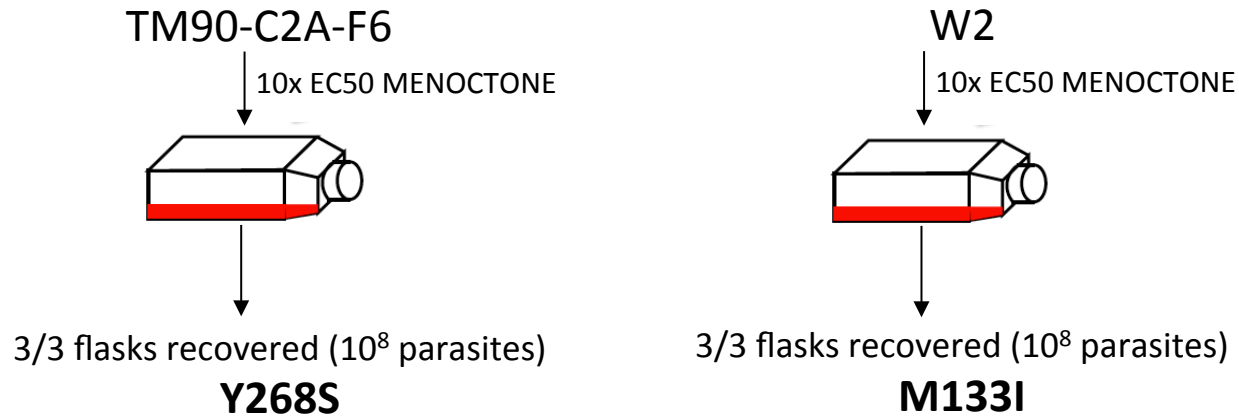 TM90-C2A-F6
10x EC50 MENOCTONE
3/3 flasks recovered (10⁸ parasites)
Y268S
W2
10x EC50 MENOCTONE
3/3 flasks recovered (10⁸ parasites)
M133I